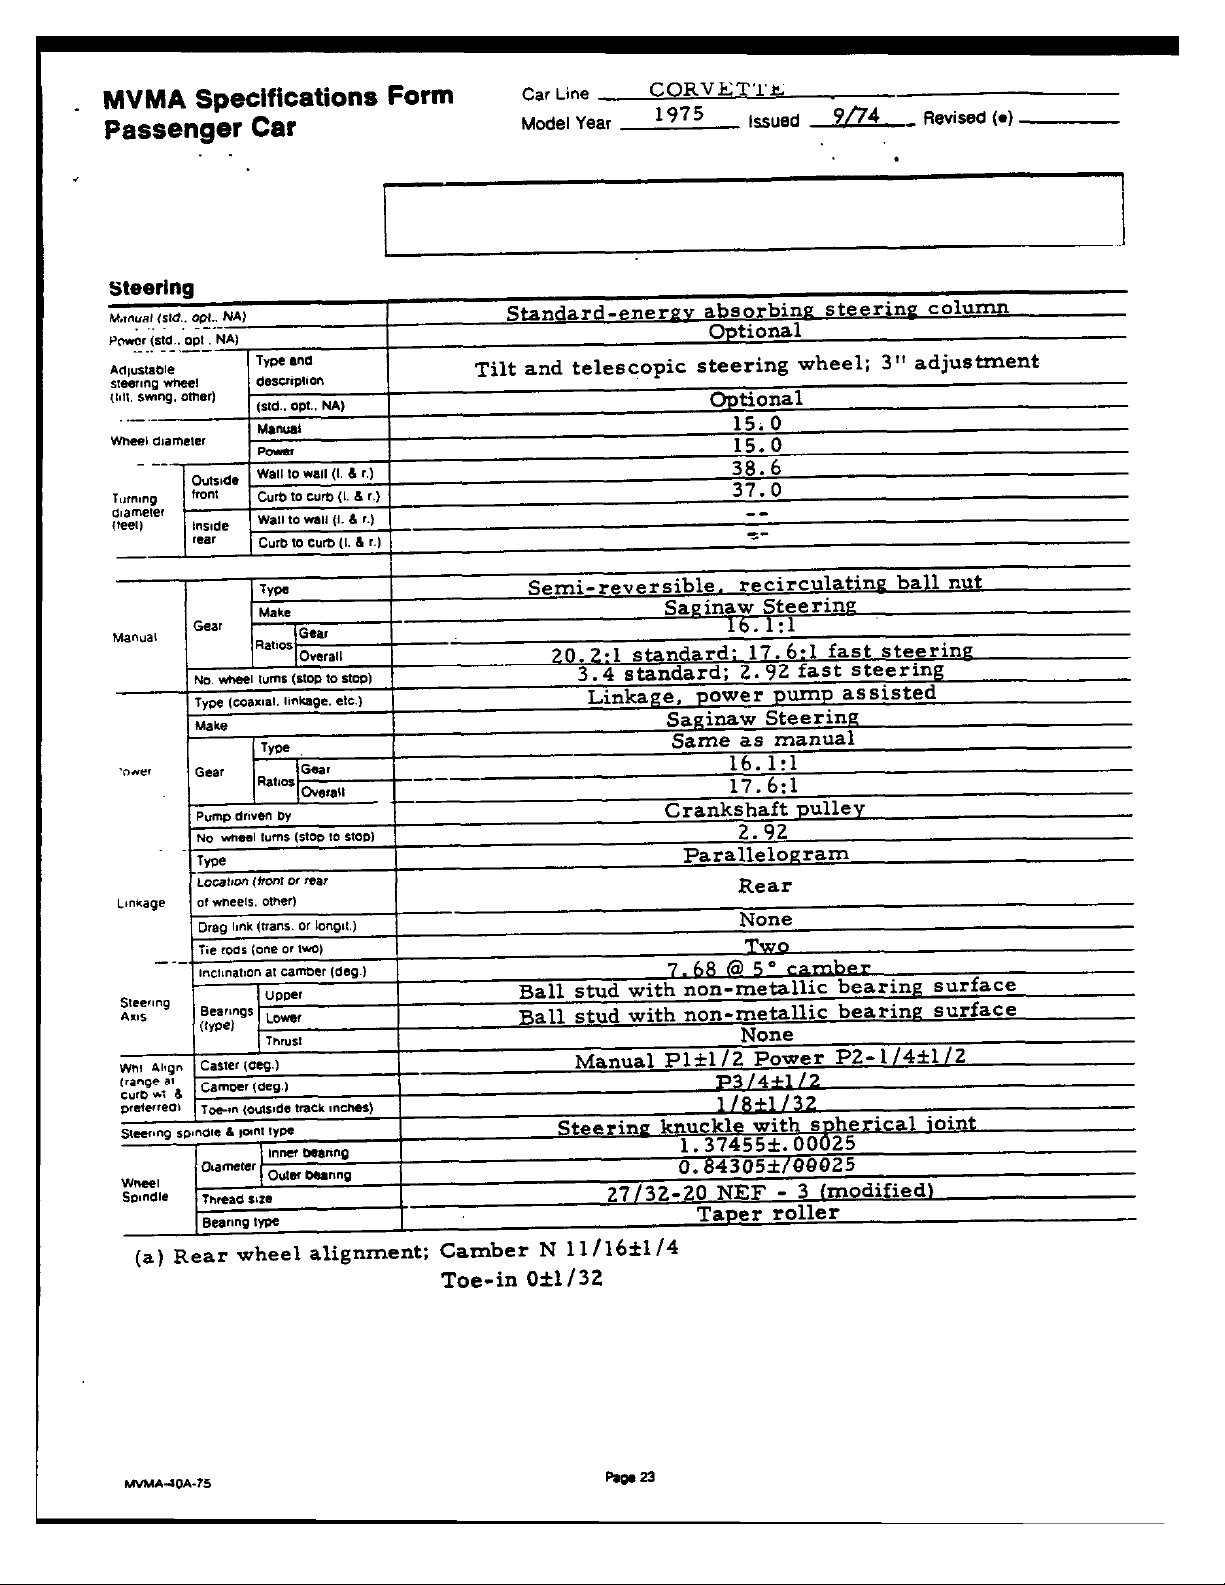 MVMA Specifications Form
Passenger Car
Car Line CORVETTE
Model Year 1975 Issued 9/74 Revised (•)
Steering
Manual (std., opt., NA) Standard-energy absorbing steering column
Power (std., opt., NA) Optional
Adjustable steering wheel (tilt, swing, other) Type and description Tilt and telescopic steering wheel; 3" adjustment
(std., opt., NA) Optional
Wheel diameter Manual 15.0
Power 15.0
Turning diameter (feet) Outside front Wall to wall (l. & r.) 38.6
Curb to curb (l. & r.) 37.0
Inside rear Wall to wall (l. & r.) --
Curb to curb (l. & r.) --
Manual Gear Type Semi-reversible, recirculating ball nut
Make Saginaw Steering
Ratios Gear 16.1:1
Overall 20.2:1 standard; 17.6:1 fast steering
No. wheel turns (stop to stop) 3.4 standard; 2.92 fast steering
Power Type (coaxial, linkage, etc.) Linkage, power pump assisted
Make Saginaw Steering
Gear Type Same as manual
Ratios Gear 16.1:1
Overall 17.6:1
Pump driven by Crankshaft pulley
No wheel turns (stop to stop) 2.92
Linkage Type Parallelogram
Location (front or rear of wheels, other) Rear
Drag link (trans. or longit.) None
Tie rods (one or two) Two
Steering Axis Inclination at camber (deg.) 7.68 @ 5° camber
Bearings (type) Upper Ball stud with non-metallic bearing surface
Lower Ball stud with non-metallic bearing surface
Thrust None
Whl Align (range at curb wt & preferred) Caster (deg.) Manual P1±1/2 Power P2-1/4±1/2
Camber (deg.) P3/4±1/2
Toe-in (outside track inches) 1/8±1/32
Steering spindle & joint type Steering knuckle with spherical joint
Wheel Spindle Diameter Inner bearing 1.37455±.00025
Outer bearing 0.84305±/00025
Thread size 27/32-20 NEF - 3 (modified)
Bearing type Taper roller
(a) Rear wheel alignment; Camber N 11/16±1/4
Toe-in 0±1/32
MVMA-40A-75
Page 23